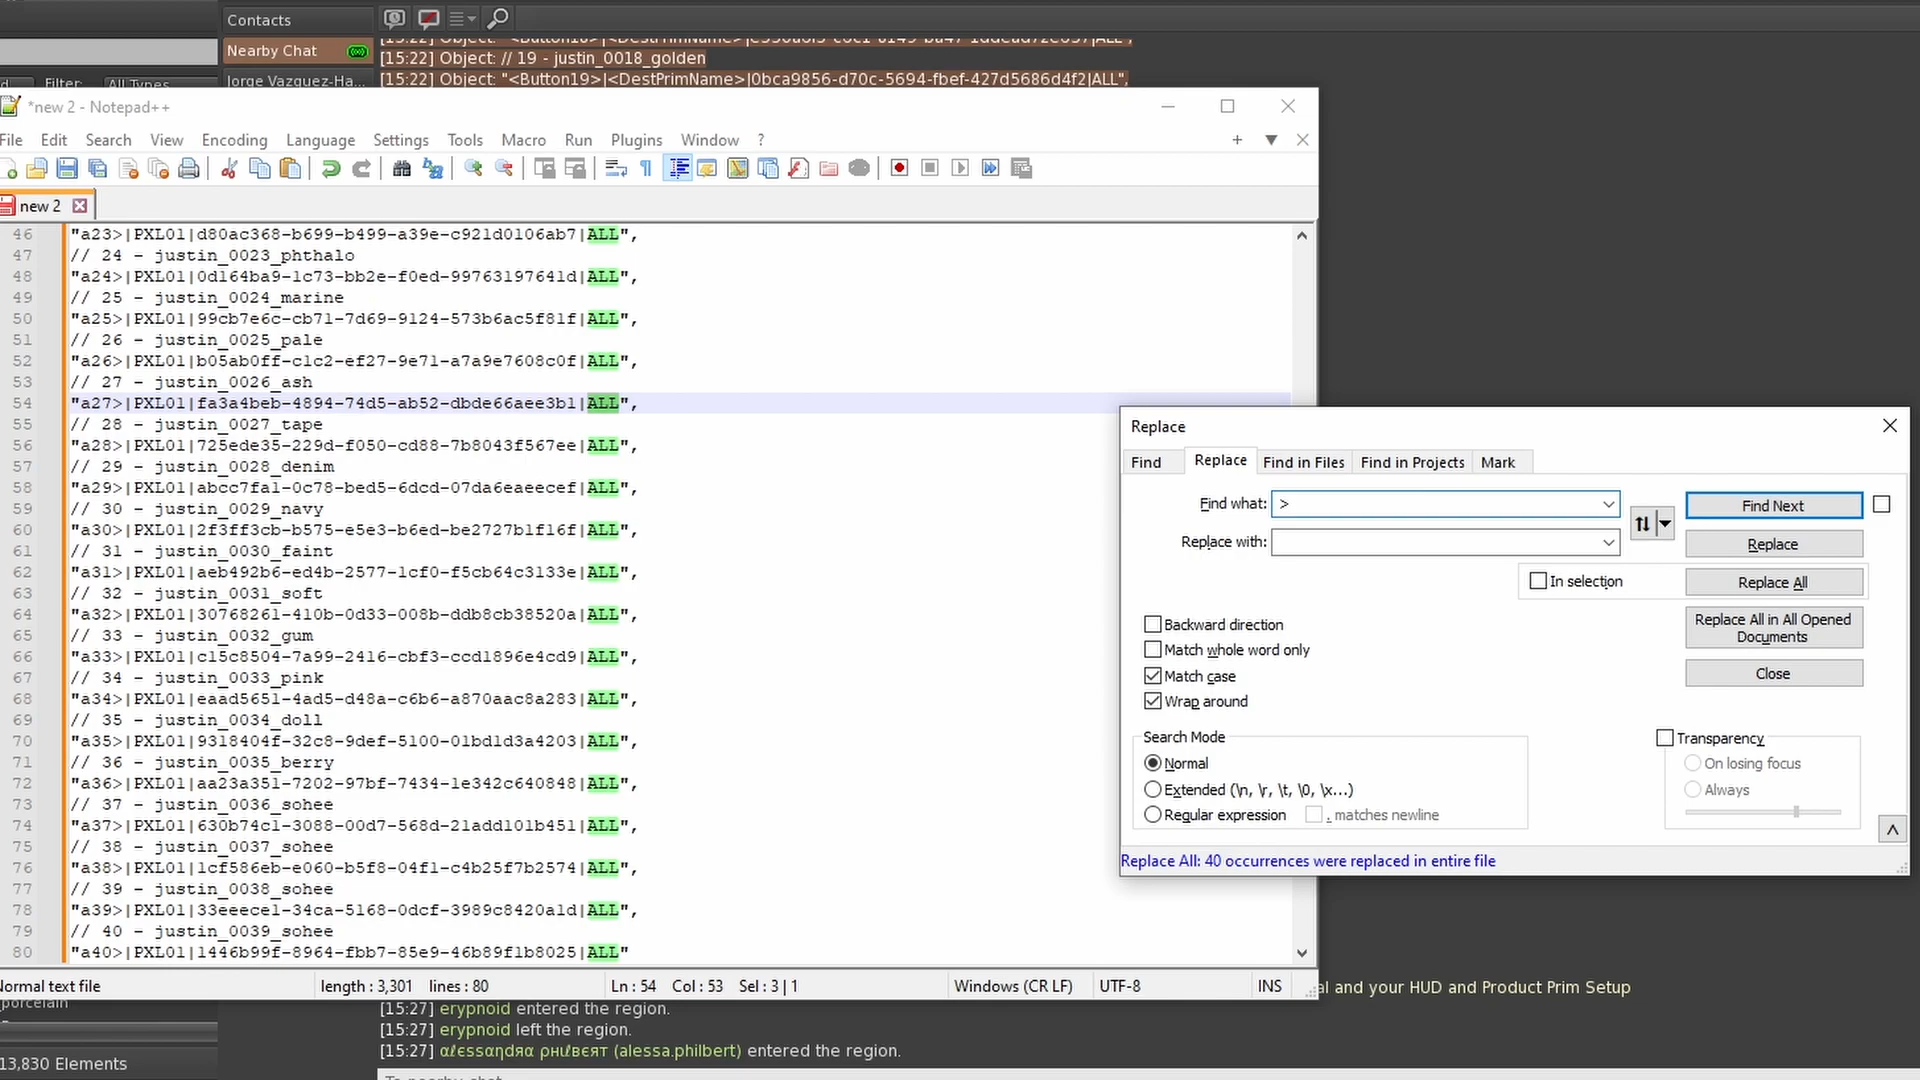 Contacts
[15:22] Object: "<Button18>|<DestPrimName>|
Nearby Chat
[15:22] Object: // 19 - justin_0018_golden
Filter: All Types
Jorge Vazquez-Ha...
[15:22] Object: "<Button19>|<DestPrimName>|0bca9856-d70c-5694-fbef-427d5686d4f2|ALL",
*new 2 - Notepad++
File Edit Search View Encoding Language Settings Tools Macro Run Plugins Window ?
new 2
46 "a23>|PXL01|d80ac368-b699-b499-a39e-c921d0106ab7|ALL",
47 // 24 - justin_0023_phthalo
48 "a24>|PXL01|0d164ba9-1c73-bb2e-f0ed-99763197641d|ALL",
49 // 25 - justin_0024_marine
50 "a25>|PXL01|99cb7e6c-cb71-7d69-9124-573b6ac5f81f|ALL",
51 // 26 - justin_0025_pale
52 "a26>|PXL01|b05ab0ff-c1c2-ef27-9e71-a7a9e7608c0f|ALL",
53 // 27 - justin_0026_ash
54 "a27>|PXL01|fa3a4beb-4894-74d5-ab52-dbde66aee3b1|ALL",
55 // 28 - justin_0027_tape
56 "a28>|PXL01|725ede35-229d-f050-cd88-7b8043f567ee|ALL",
57 // 29 - justin_0028_denim
58 "a29>|PXL01|abcc7fa1-0c78-bed5-6dcd-07da6eaeecef|ALL",
59 // 30 - justin_0029_navy
60 "a30>|PXL01|2f3ff3cb-b575-e5e3-b6ed-be2727b1f16f|ALL",
61 // 31 - justin_0030_faint
62 "a31>|PXL01|aeb492b6-ed4b-2577-1cf0-f5cb64c3133e|ALL",
63 // 32 - justin_0031_soft
64 "a32>|PXL01|30768261-410b-0d33-008b-ddb8cb38520a|ALL",
65 // 33 - justin_0032_gum
66 "a33>|PXL01|c15c8504-7a99-2416-cbf3-ccd1896e4cd9|ALL",
67 // 34 - justin_0033_pink
68 "a34>|PXL01|eaad5651-4ad5-d48a-c6b6-a870aac8a283|ALL",
69 // 35 - justin_0034_doll
70 "a35>|PXL01|9318404f-32c8-9def-5100-01bd1d3a4203|ALL",
71 // 36 - justin_0035_berry
72 "a36>|PXL01|aa23a351-7202-97bf-7434-1e342c640848|ALL",
73 // 37 - justin_0036_sohee
74 "a37>|PXL01|630b74c1-3088-00d7-568d-21add101b451|ALL",
75 // 38 - justin_0037_sohee
76 "a38>|PXL01|1cf586eb-e060-b5f8-04f1-c4b25f7b2574|ALL",
77 // 39 - justin_0038_sohee
78 "a39>|PXL01|33eeece1-34ca-5168-0dcf-3989c8420a1d|ALL",
79 // 40 - justin_0039_sohee
80 "a40>|PXL01|1446b99f-8964-fbb7-85e9-46b89f1b8025|ALL"
Normal text file length : 3,301 lines : 80 Ln : 54 Col : 53 Sel : 3 | 1 Windows (CR LF) UTF-8 INS
Replace
Find Replace Find in Files Find in Projects Mark
Find what: >
Find Next
Replace with:
Replace
In selection
Replace All
Replace All in All Opened Documents
Close
Backward direction
Match whole word only
Match case
Wrap around
Search Mode
Normal
Extended (\n, \r, \t, \0, \x...)
Regular expression . matches newline
Transparency
On losing focus
Always
Replace All: 40 occurrences were replaced in entire file
al and your HUD and Product Prim Setup
porcelain
[15:27] erypnoid entered the region.
[15:27] erypnoid left the region.
[15:27] αℓєѕѕαη∂яα ρнιℓвєят (alessa.philbert) entered the region.
13,830 Elements
To nearby chat